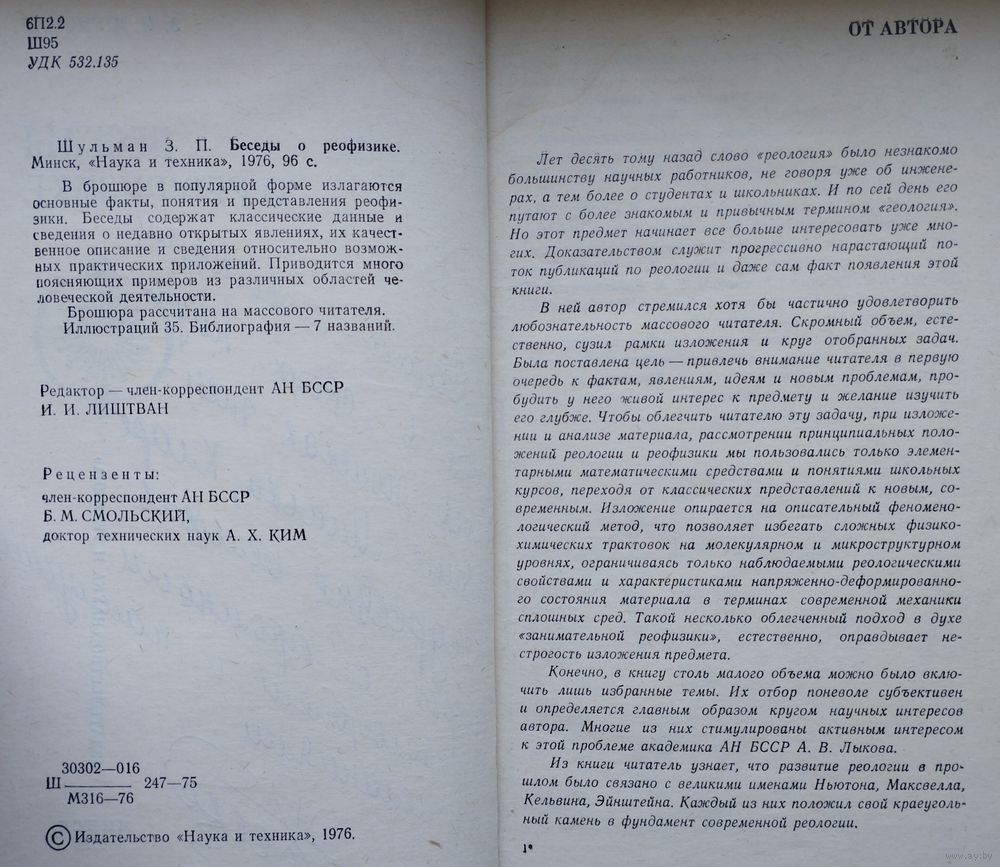 6П2.2
Ш95
УДК 532.135
Шульман З. П. Беседы о реофизике.
Минск, «Наука и техника», 1976, 96 с.
В брошюре в популярной форме излагаются
основные факты, понятия и представления реофи-
зики. Беседы содержат классические данные и
сведения о недавно открытых явлениях, их качест-
венное описание и сведения относительно возмож-
ных практических приложений. Приводится много
поясняющих примеров из различных областей че-
ловеческой деятельности.
Брошюра рассчитана на массового читателя.
Иллюстраций 35. Библиография — 7 названий.
Редактор — член-корреспондент АН БССР
И. И. ЛИШТВАН
Рецензенты:
член-корреспондент АН БССР
Б. М. СМОЛЬСКИЙ,
доктор технических наук А. Х. КИМ
30302—016
Ш ———— 247—75
М316—76
© Издательство «Наука и техника», 1976.
ОТ АВТОРА
Лет десять тому назад слово «реология» было незнакомо
большинству научных работников, не говоря уже об инжене-
рах, а тем более о студентах и школьниках. И по сей день его
путают с более знакомым и привычным термином «геология».
Но этот предмет начинает все больше интересовать уже мно-
гих. Доказательством служит прогрессивно нарастающий по-
ток публикаций по реологии и даже сам факт появления этой
книги.
В ней автор стремился хотя бы частично удовлетворить
любознательность массового читателя. Скромный объем, есте-
ственно, сузил рамки изложения и круг отобранных задач.
Была поставлена цель — привлечь внимание читателя в первую
очередь к фактам, явлениям, идеям и новым проблемам, про-
будить у него живой интерес к предмету и желание изучить
его глубже. Чтобы облегчить читателю эту задачу, при изложе-
нии и анализе материала, рассмотрении принципиальных поло-
жений реологии и реофизики мы пользовались только элемен-
тарными математическими средствами и понятиями школьных
курсов, переходя от классических представлений к новым, со-
временным. Изложение опирается на описательный феномено-
логический метод, что позволяет избегать сложных физико-
химических трактовок на молекулярном и микроструктурном
уровнях, ограничиваясь только наблюдаемыми реологическими
свойствами и характеристиками напряженно-деформированно-
го состояния материала в терминах современной механики
сплошных сред. Такой несколько облегченный подход в духе
«занимательной реофизики», естественно, оправдывает не-
строгость изложения предмета.
Конечно, в книгу столь малого объема можно было вклю-
чить лишь избранные темы. Их отбор поневоле субъективен
и определяется главным образом кругом научных интересов
автора. Многие из них стимулированы активным интересом
к этой проблеме академика АН БССР А. В. Лыкова.
Из книги читатель узнает, что развитие реологии в про-
шлом было связано с великими именами Ньютона, Максвелла,
Кельвина, Эйнштейна. Каждый из них положил свой краеуголь-
ный камень в фундамент современной реологии.
1*
www.ay.by